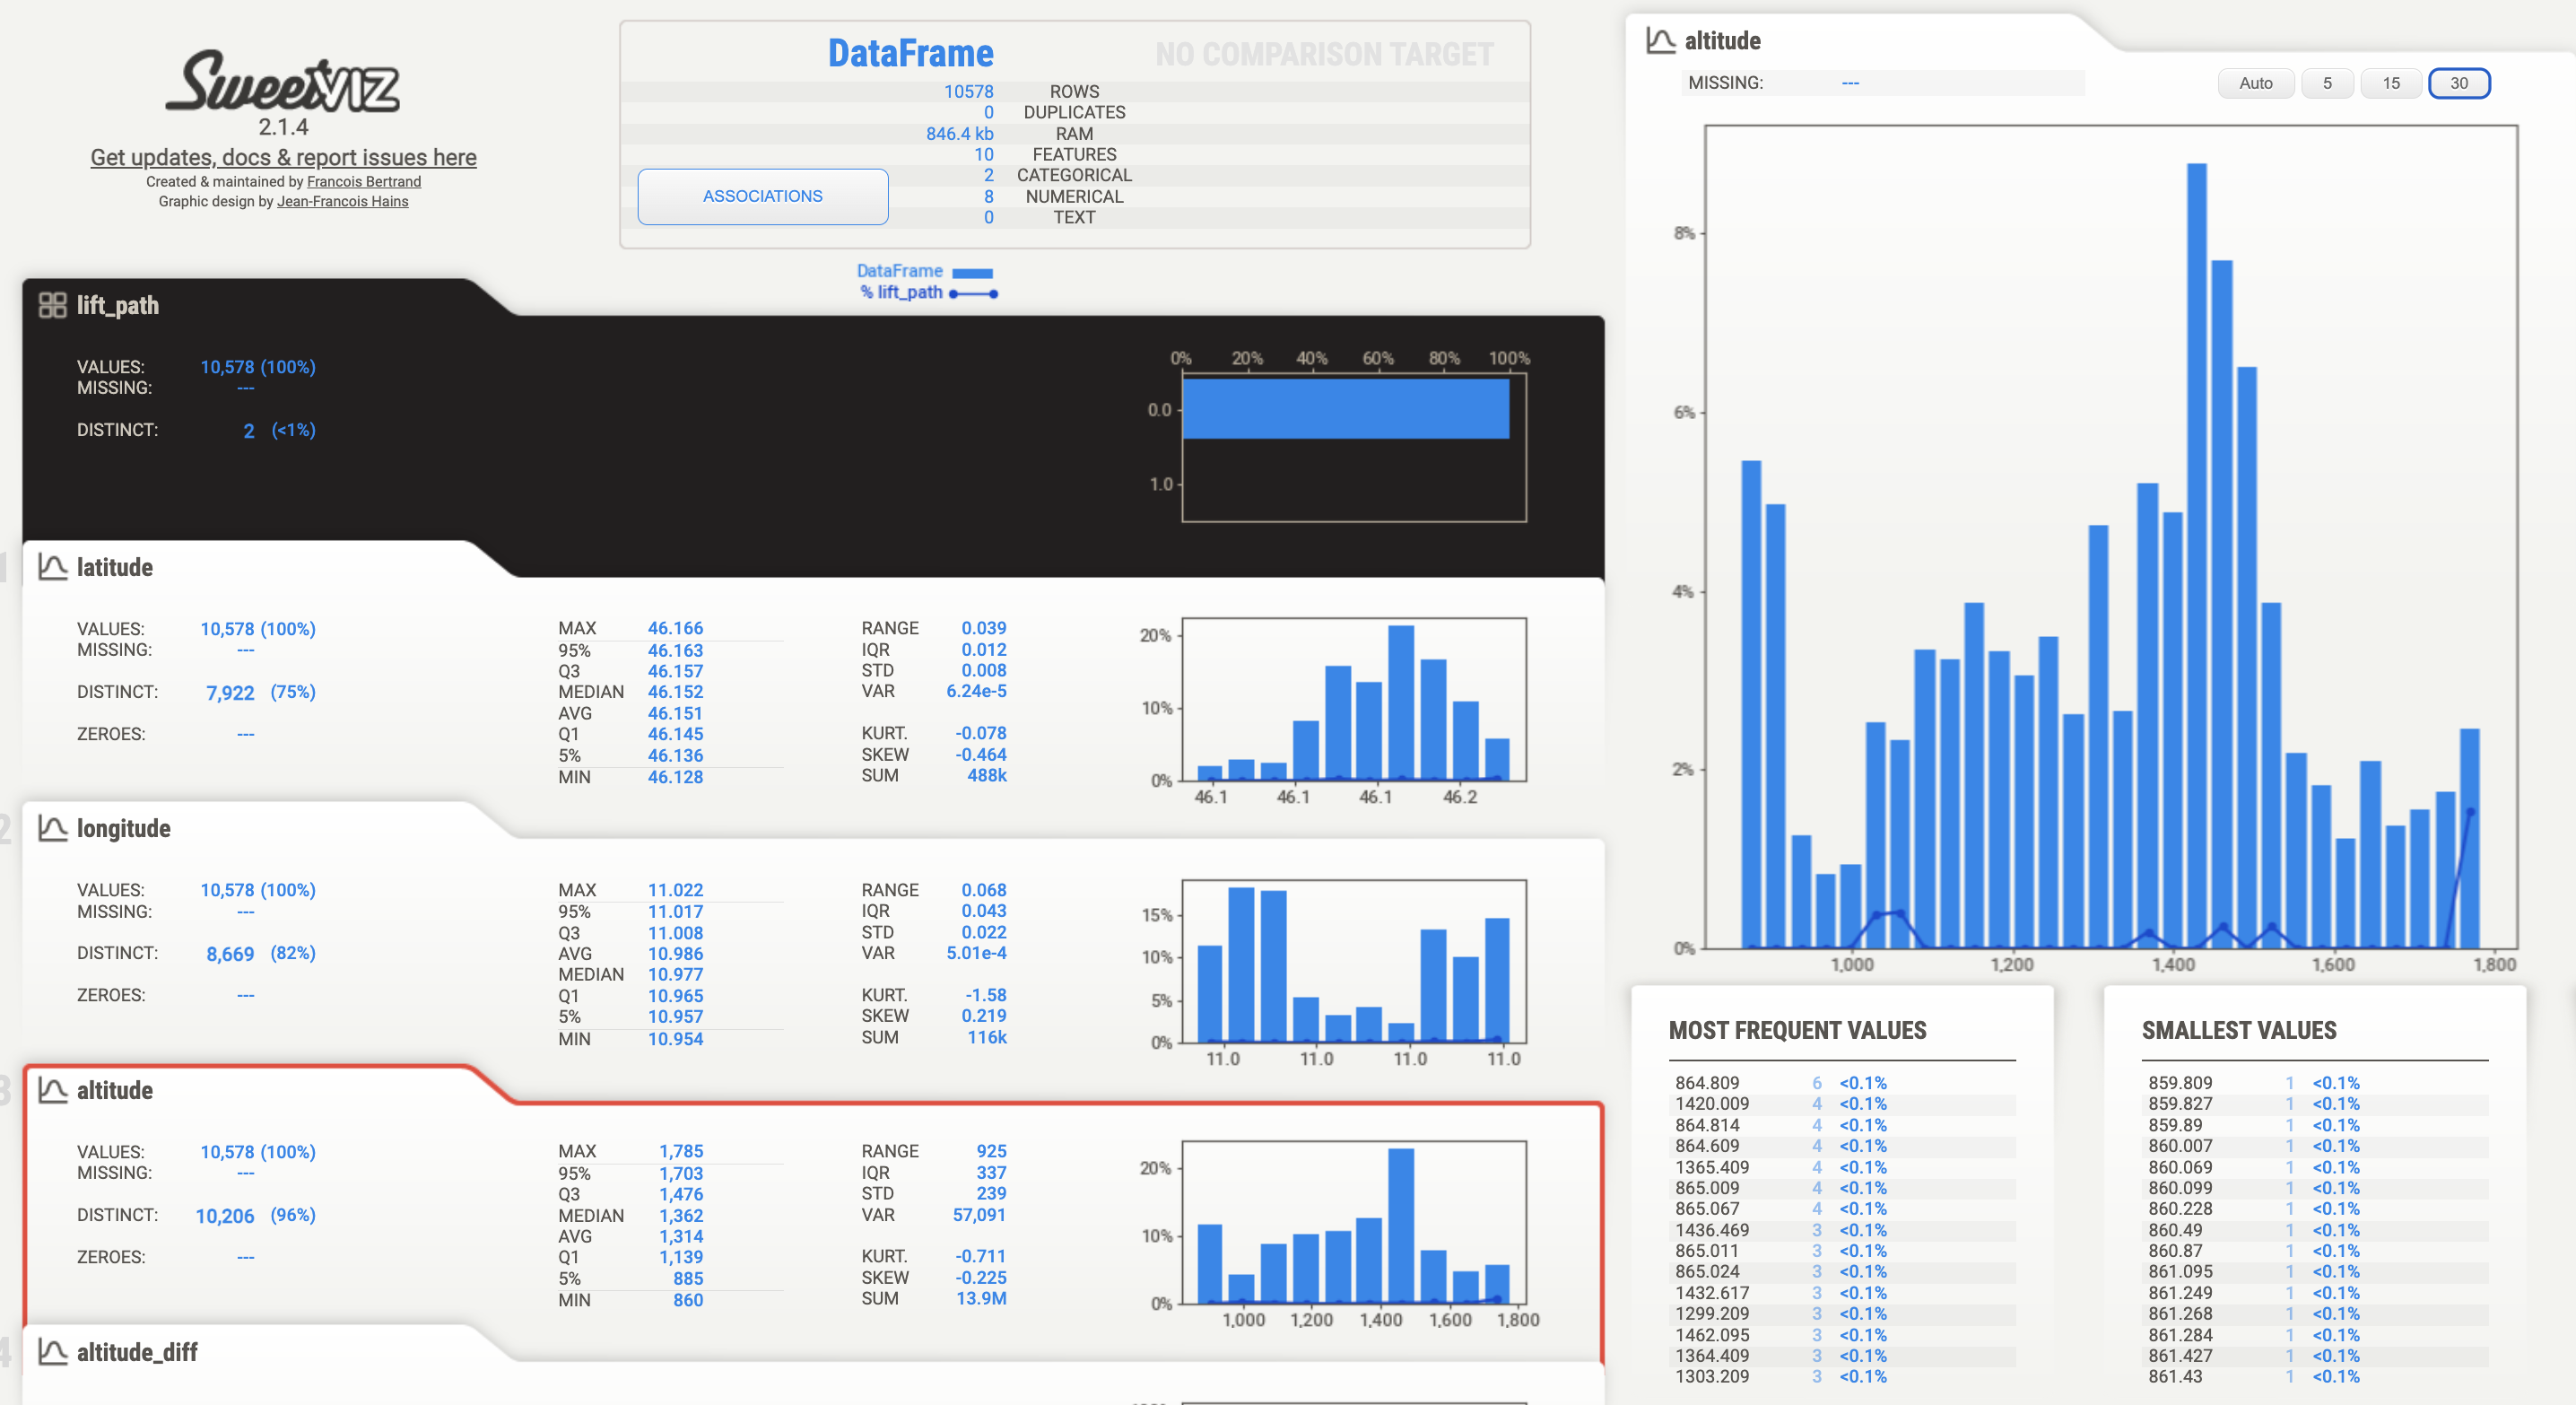 SweetVIZ
2.1.4
Get updates, docs & report issues here
Created & maintained by Francois Bertrand
Graphic design by Jean-Francois Hains
DataFrame NO COMPARISON TARGET
10578 ROWS
0 DUPLICATES
846.4 kb RAM
10 FEATURES
2 CATEGORICAL
8 NUMERICAL
0 TEXT
ASSOCIATIONS
DataFrame
% lift_path
lift_path
VALUES: 10,578 (100%)
MISSING: ---
DISTINCT: 2 (<1%)
0% 20% 40% 60% 80% 100%
0.0
1.0
1
latitude
VALUES: 10,578 (100%)
MISSING: ---
DISTINCT: 7,922 (75%)
ZEROES: ---
MAX 46.166
95% 46.163
Q3 46.157
MEDIAN 46.152
AVG 46.151
Q1 46.145
5% 46.136
MIN 46.128
RANGE 0.039
IQR 0.012
STD 0.008
VAR 6.24e-5
KURT. -0.078
SKEW -0.464
SUM 488k
20%
10%
0%
46.1 46.1 46.1 46.2
2
longitude
VALUES: 10,578 (100%)
MISSING: ---
DISTINCT: 8,669 (82%)
ZEROES: ---
MAX 11.022
95% 11.017
Q3 11.008
AVG 10.986
MEDIAN 10.977
Q1 10.965
5% 10.957
MIN 10.954
RANGE 0.068
IQR 0.043
STD 0.022
VAR 5.01e-4
KURT. -1.58
SKEW 0.219
SUM 116k
15%
10%
5%
0%
11.0 11.0 11.0 11.0
3
altitude
VALUES: 10,578 (100%)
MISSING: ---
DISTINCT: 10,206 (96%)
ZEROES: ---
MAX 1,785
95% 1,703
Q3 1,476
MEDIAN 1,362
AVG 1,314
Q1 1,139
5% 885
MIN 860
RANGE 925
IQR 337
STD 239
VAR 57,091
KURT. -0.711
SKEW -0.225
SUM 13.9M
20%
10%
0%
1,000 1,200 1,400 1,600 1,800
4
altitude_diff
altitude
MISSING: ---
Auto 5 15 30
8%
6%
4%
2%
0%
1,000 1,200 1,400 1,600 1,800
MOST FREQUENT VALUES
864.809 6 <0.1%
1420.009 4 <0.1%
864.814 4 <0.1%
864.609 4 <0.1%
1365.409 4 <0.1%
865.009 4 <0.1%
865.067 4 <0.1%
1436.469 3 <0.1%
865.011 3 <0.1%
865.024 3 <0.1%
1432.617 3 <0.1%
1299.209 3 <0.1%
1462.095 3 <0.1%
1364.409 3 <0.1%
1303.209 3 <0.1%
SMALLEST VALUES
859.809 1 <0.1%
859.827 1 <0.1%
859.89 1 <0.1%
860.007 1 <0.1%
860.069 1 <0.1%
860.099 1 <0.1%
860.228 1 <0.1%
860.49 1 <0.1%
860.87 1 <0.1%
861.095 1 <0.1%
861.249 1 <0.1%
861.268 1 <0.1%
861.284 1 <0.1%
861.427 1 <0.1%
861.43 1 <0.1%